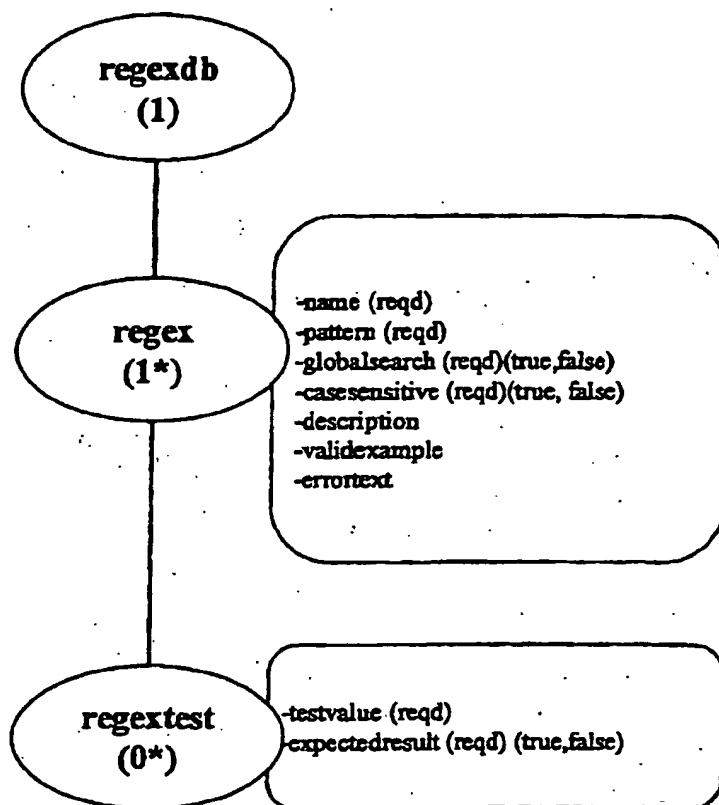 regexdb
(1)
regex
(1*)
-name (reqd)
-pattern (reqd)
-globalsearch (reqd)(true,false)
-casesensitive (reqd)(true, false)
-description
-validexample
-errortext
regextest
(0*)
-testvalue (reqd)
-expectedresult (reqd) (true,false)